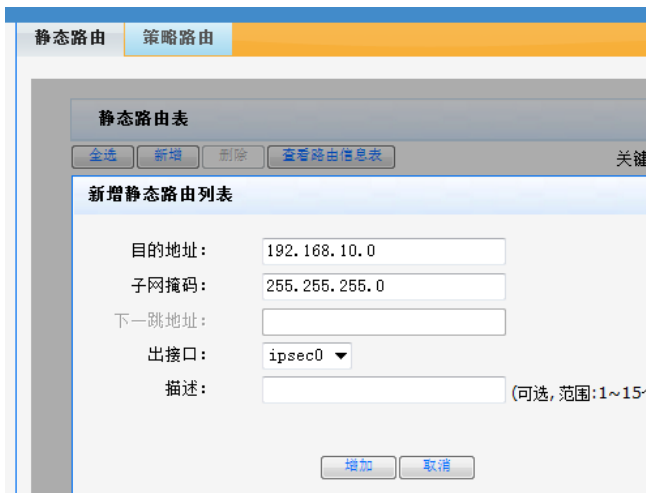 静态路由 策略路由
静态路由表
全选 新增 删除 查看路由信息表 关键
新增静态路由列表
目的地址: 192.168.10.0
子网掩码: 255.255.255.0
下一跳地址:
出接口: ipsec0
描述: (可选,范围:1~15
增加 取消